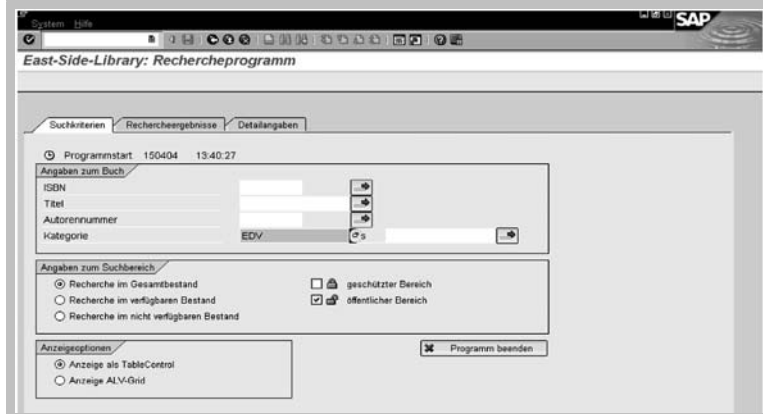 System Hilfe
SAP
East-Side-Library: Rechercheprogramm
Suchkriterien Rechercheergebnisse Detailangaben
Programmstart 150404 13:40:27
Angaben zum Buch
ISBN
Titel
Autorennummer
Kategorie EDV s
Angaben zum Suchbereich
Recherche im Gesamtbestand geschützter Bereich
Recherche im verfügbaren Bestand öffentlicher Bereich
Recherche im nicht verfügbaren Bestand
Anzeigeoptionen Programm beenden
Anzeige als TableControl
Anzeige ALV-Grid